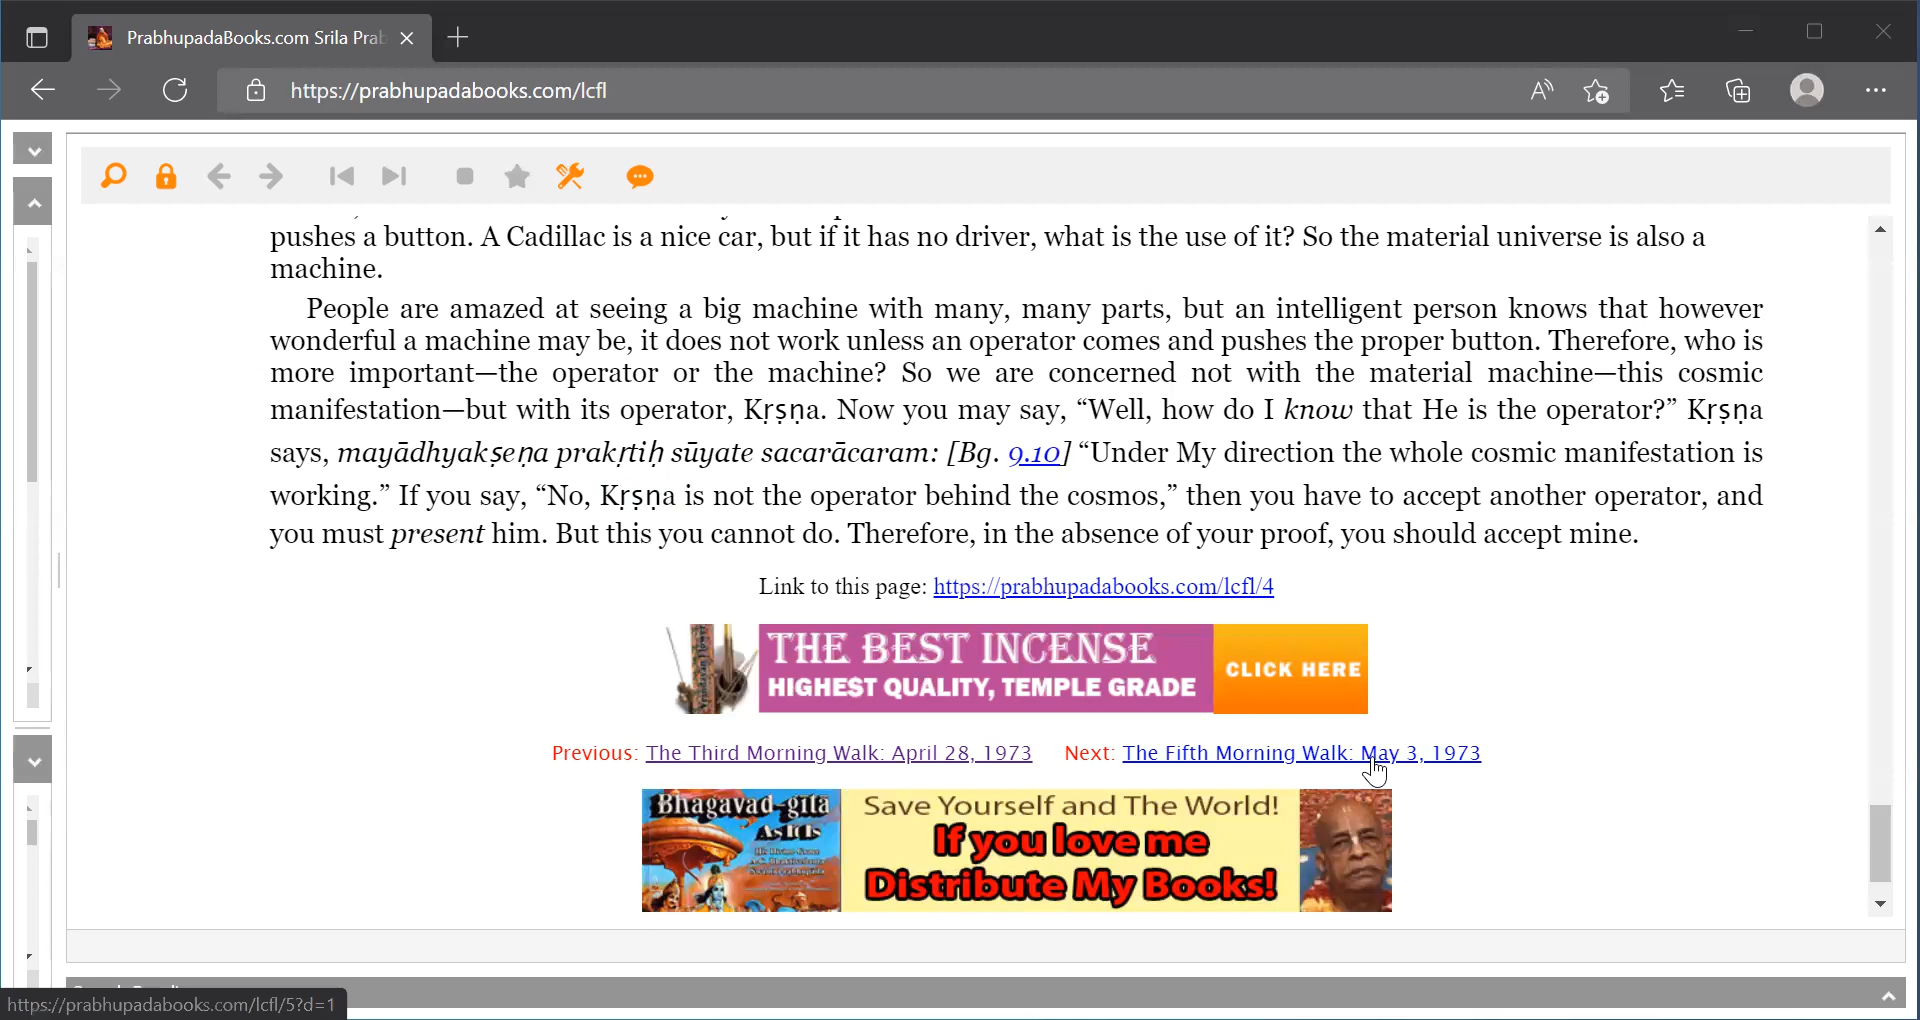 PrabhupadaBooks.com Srila Prab
https://prabhupadabooks.com/lcfl
pushes a button. A Cadillac is a nice car, but if it has no driver, what is the use of it? So the material universe is also a
machine.
People are amazed at seeing a big machine with many, many parts, but an intelligent person knows that however
wonderful a machine may be, it does not work unless an operator comes and pushes the proper button. Therefore, who is
more important—the operator or the machine? So we are concerned not with the material machine—this cosmic
manifestation—but with its operator, Kṛṣṇa. Now you may say, “Well, how do I know that He is the operator?” Kṛṣṇa
says, mayādhyakṣeṇa prakṛtiḥ sūyate sacarācaram: [Bg. 9.10] “Under My direction the whole cosmic manifestation is
working.” If you say, “No, Kṛṣṇa is not the operator behind the cosmos,” then you have to accept another operator, and
you must present him. But this you cannot do. Therefore, in the absence of your proof, you should accept mine.
Link to this page: https://prabhupadabooks.com/lcfl/4
THE BEST INCENSE
HIGHEST QUALITY, TEMPLE GRADE
CLICK HERE
Previous: The Third Morning Walk: April 28, 1973 Next: The Fifth Morning Walk: May 3, 1973
Bhagavad-gita
As It Is
Save Yourself and The World!
If you love me
Distribute My Books!
https://prabhupadabooks.com/lcfl/5?d=1